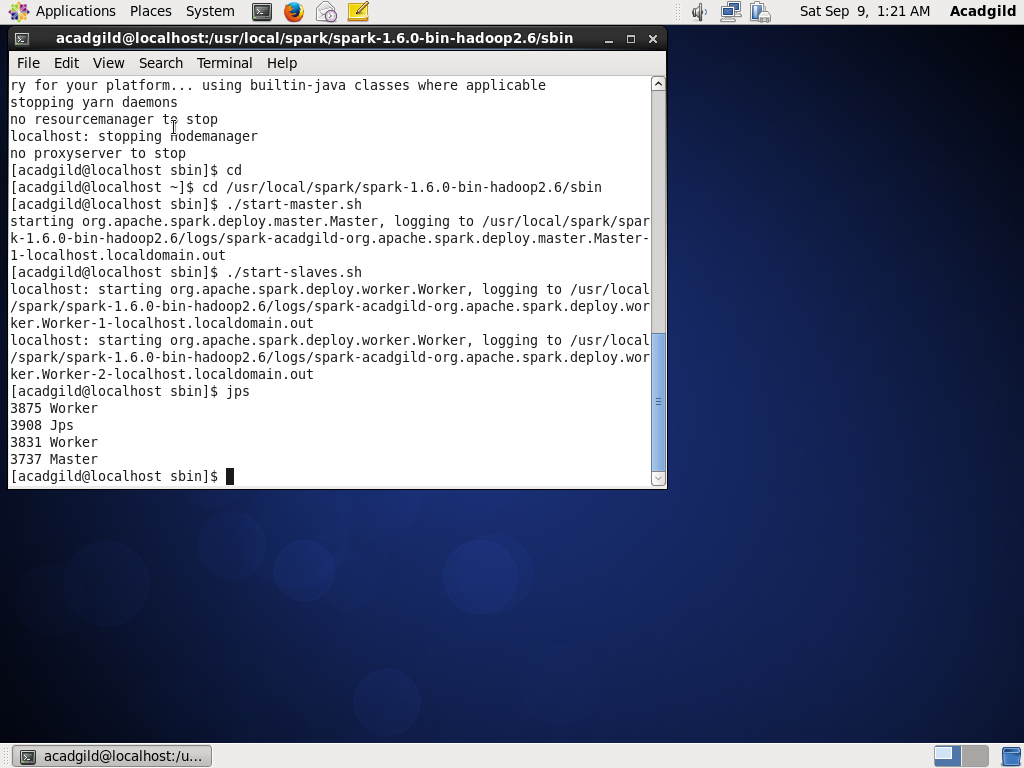 Applications Places System
Sat Sep 9, 1:21 AM Acadgild
acadgild@localhost:/usr/local/spark/spark-1.6.0-bin-hadoop2.6/sbin
File Edit View Search Terminal Help
ry for your platform... using builtin-java classes where applicable
stopping yarn daemons
no resourcemanager to stop
localhost: stopping nodemanager
no proxyserver to stop
[acadgild@localhost sbin]$ cd
[acadgild@localhost ~]$ cd /usr/local/spark/spark-1.6.0-bin-hadoop2.6/sbin
[acadgild@localhost sbin]$ ./start-master.sh
starting org.apache.spark.deploy.master.Master, logging to /usr/local/spark/spar
k-1.6.0-bin-hadoop2.6/logs/spark-acadgild-org.apache.spark.deploy.master.Master-
1-localhost.localdomain.out
[acadgild@localhost sbin]$ ./start-slaves.sh
localhost: starting org.apache.spark.deploy.worker.Worker, logging to /usr/local
/spark/spark-1.6.0-bin-hadoop2.6/logs/spark-acadgild-org.apache.spark.deploy.wor
ker.Worker-1-localhost.localdomain.out
localhost: starting org.apache.spark.deploy.worker.Worker, logging to /usr/local
/spark/spark-1.6.0-bin-hadoop2.6/logs/spark-acadgild-org.apache.spark.deploy.wor
ker.Worker-2-localhost.localdomain.out
[acadgild@localhost sbin]$ jps
3875 Worker
3908 Jps
3831 Worker
3737 Master
[acadgild@localhost sbin]$
acadgild@localhost:/u...